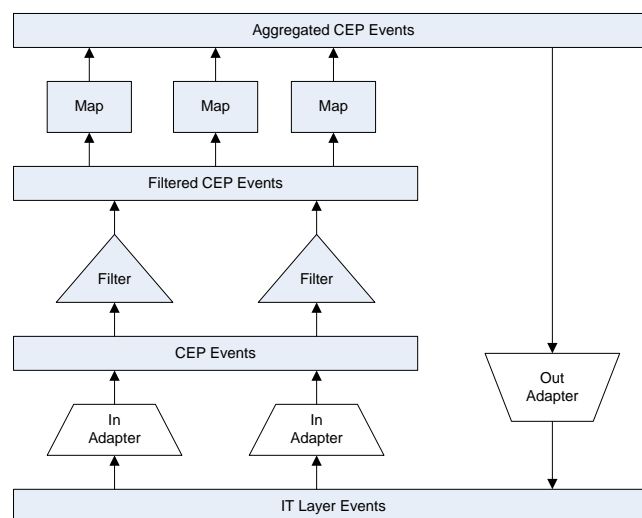 Aggregated CEP Events
Map
Map
Map
Filtered CEP Events
Filter
Filter
CEP Events
In
Adapter
In
Adapter
Out
Adapter
IT Layer Events